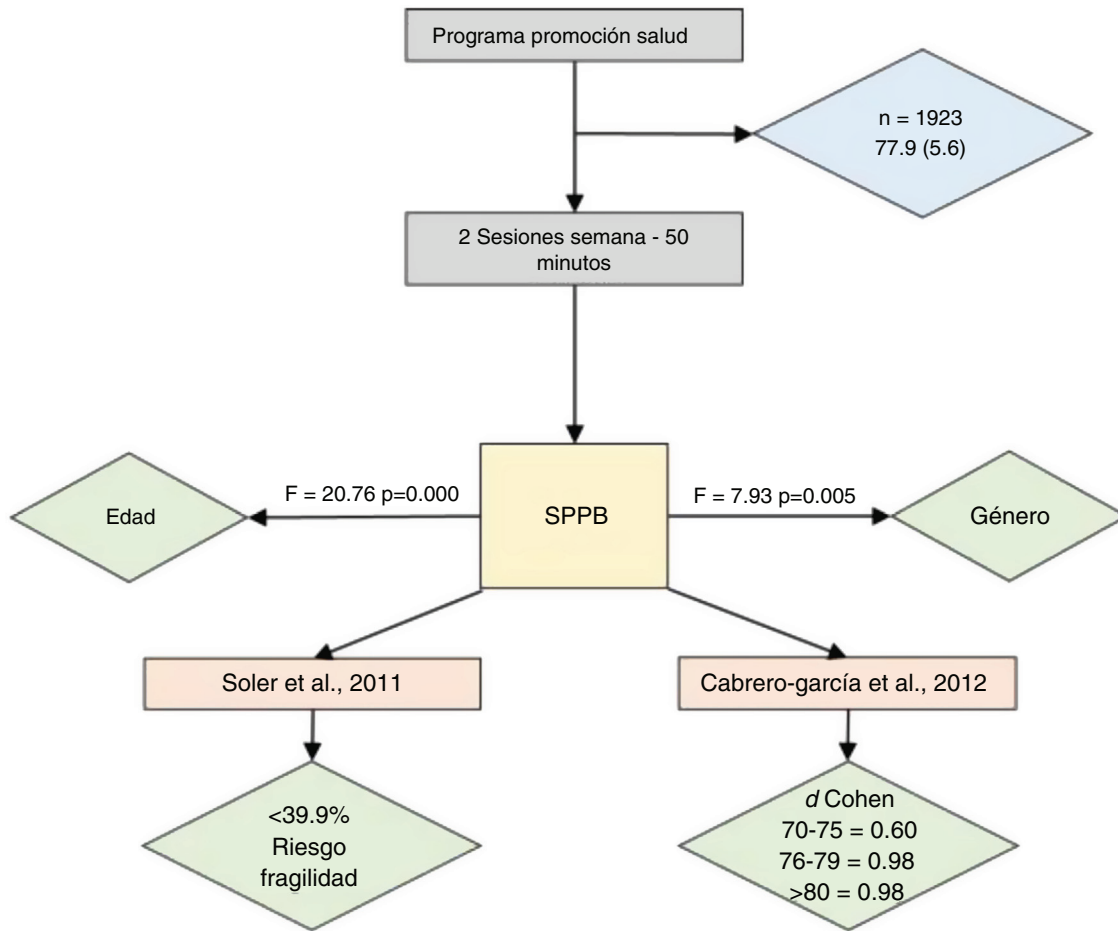 Programa promoción salud
n = 1923
77.9 (5.6)
2 Sesiones semana - 50
minutos
F = 20.76 p=0.000
F = 7.93 p=0.005
Edad
SPPB
Género
Soler et al., 2011
Cabrero-garcía et al., 2012
<39.9%
Riesgo
fragilidad
d Cohen
70-75 = 0.60
76-79 = 0.98
>80 = 0.98